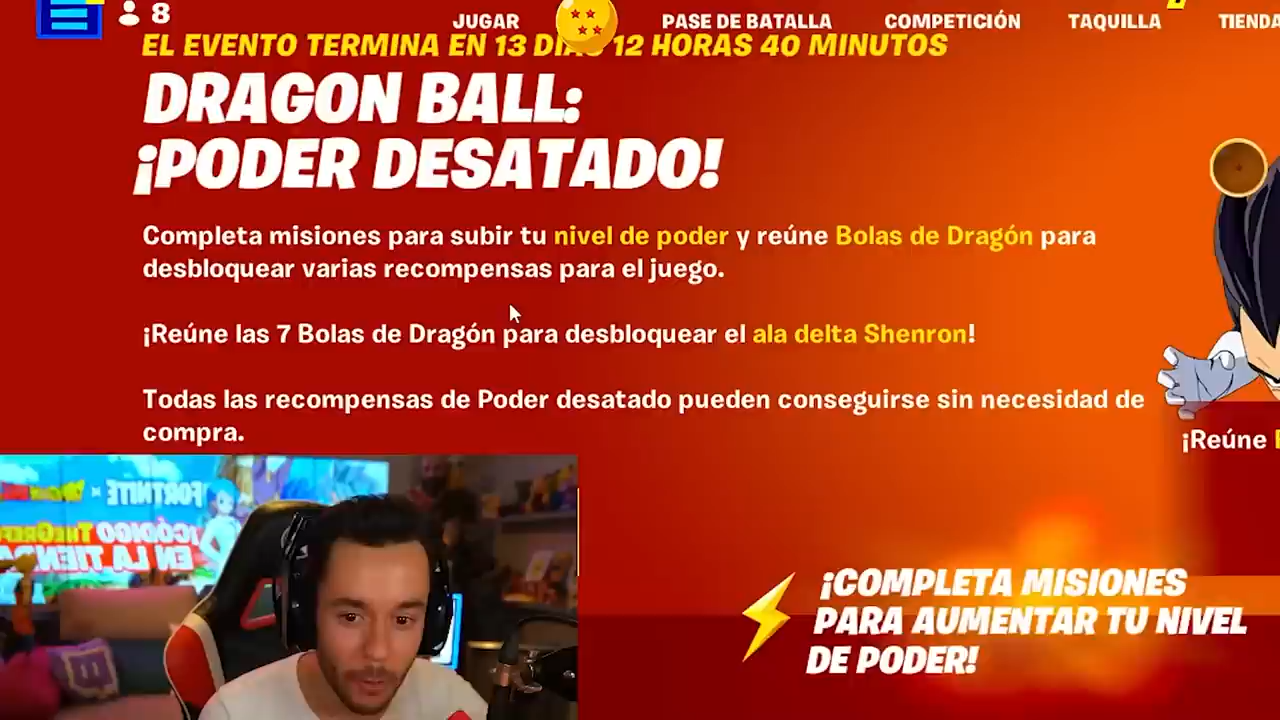 8
JUGAR PASE DE BATALLA COMPETICIÓN TAQUILLA TIENDA
EL EVENTO TERMINA EN 13 DÍAS 12 HORAS 40 MINUTOS
DRAGON BALL:
¡PODER DESATADO!
Completa misiones para subir tu nivel de poder y reúne Bolas de Dragón para
desbloquear varias recompensas para el juego.
¡Reúne las 7 Bolas de Dragón para desbloquear el ala delta Shenron!
Todas las recompensas de Poder desatado pueden conseguirse sin necesidad de
compra.
¡Reúne
FORTNITE
¡CÓDIGO
EN LA TIENDA
¡COMPLETA MISIONES
PARA AUMENTAR TU NIVEL
DE PODER!